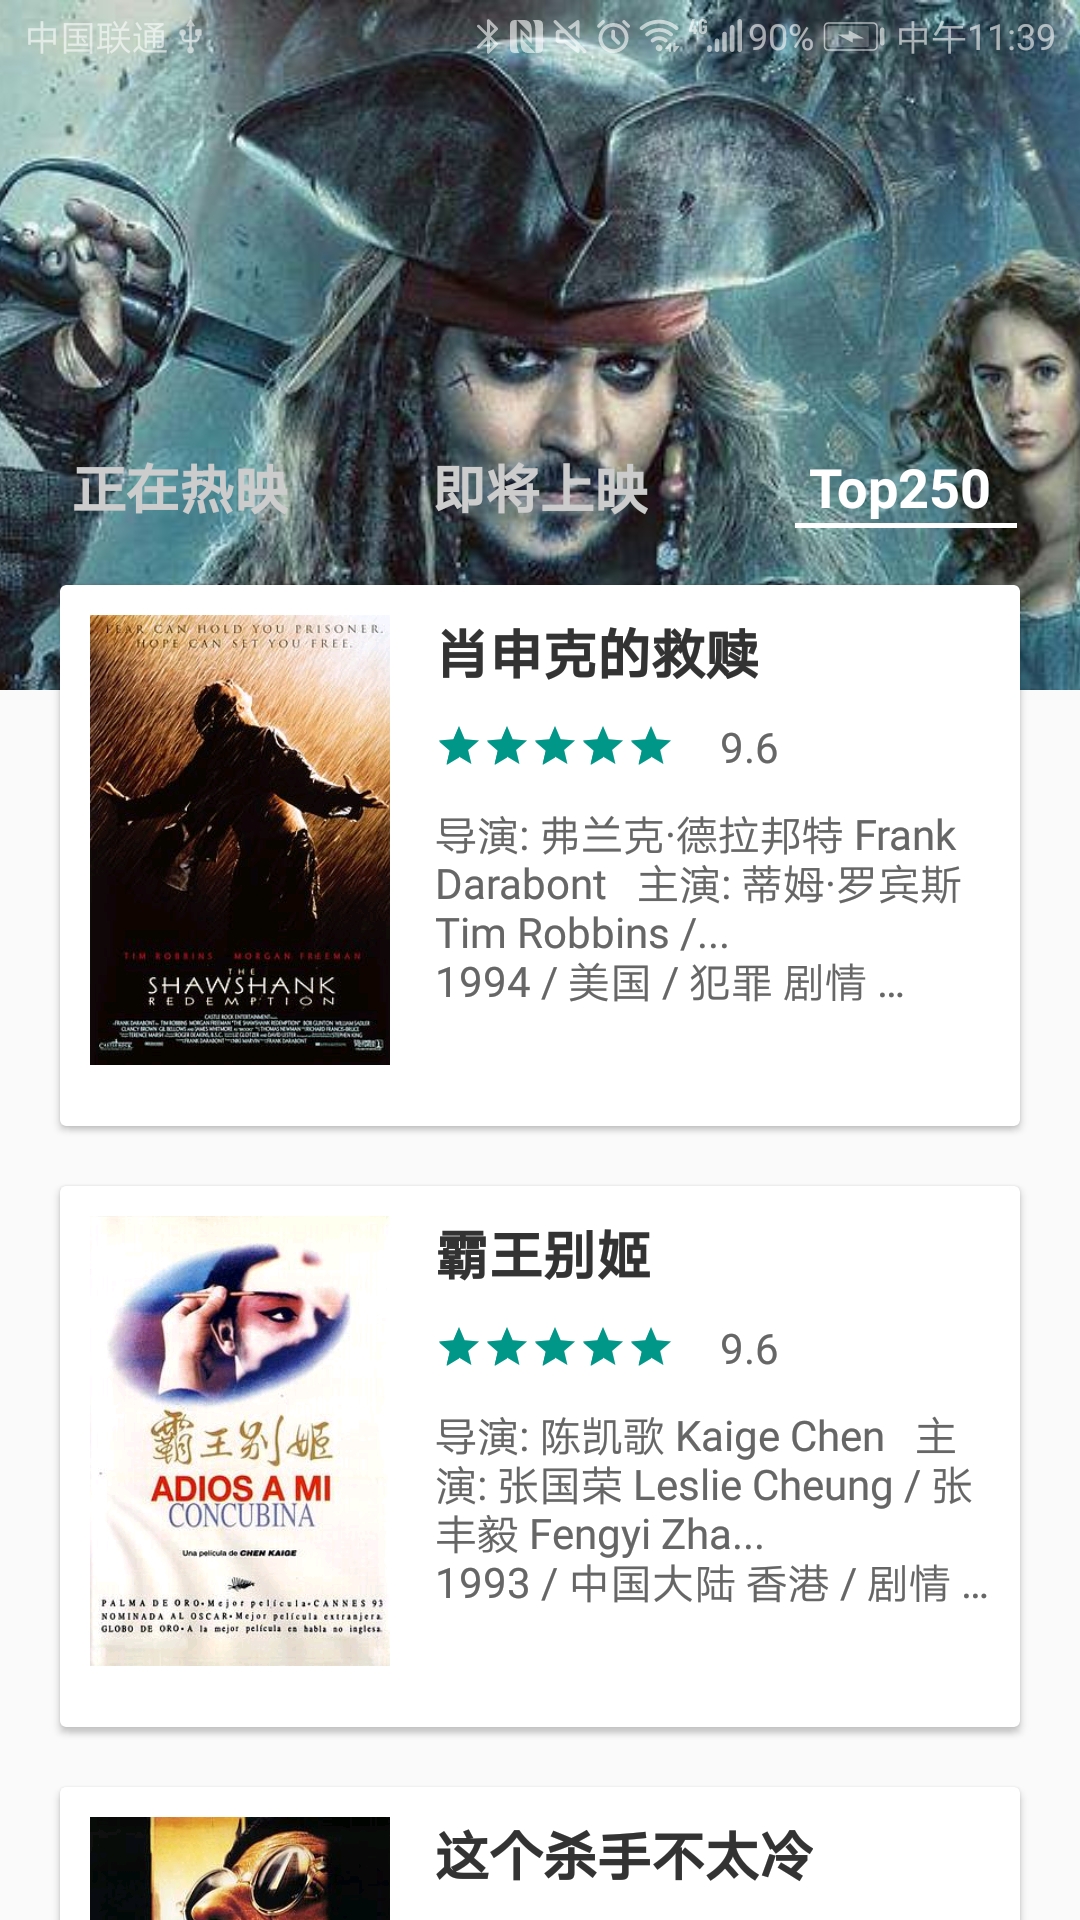 中国联通
90% 中午11:39
正在热映 即将上映 Top250
FEAR CAN HOLD YOU PRISONER.
HOPE CAN SET YOU FREE.
TIM ROBBINS MORGAN FREEMAN
THE
SHAWSHANK
REDEMPTION
肖申克的救赎
9.6
导演: 弗兰克·德拉邦特 Frank
Darabont 主演: 蒂姆·罗宾斯
Tim Robbins /...
1994 / 美国 / 犯罪 剧情 ...
霸王别姬
ADIOS A MI
CONCUBINA
Una película de CHEN KAIGE
PALMA DE ORO•Mejor película•CANNES 93
NOMINADA AL OSCAR•Mejor película extranjera.
GLOBO DE ORO•A la mejor película en habla no inglesa.
霸王别姬
9.6
导演: 陈凯歌 Kaige Chen 主
演: 张国荣 Leslie Cheung / 张
丰毅 Fengyi Zha...
1993 / 中国大陆 香港 / 剧情 ...
这个杀手不太冷